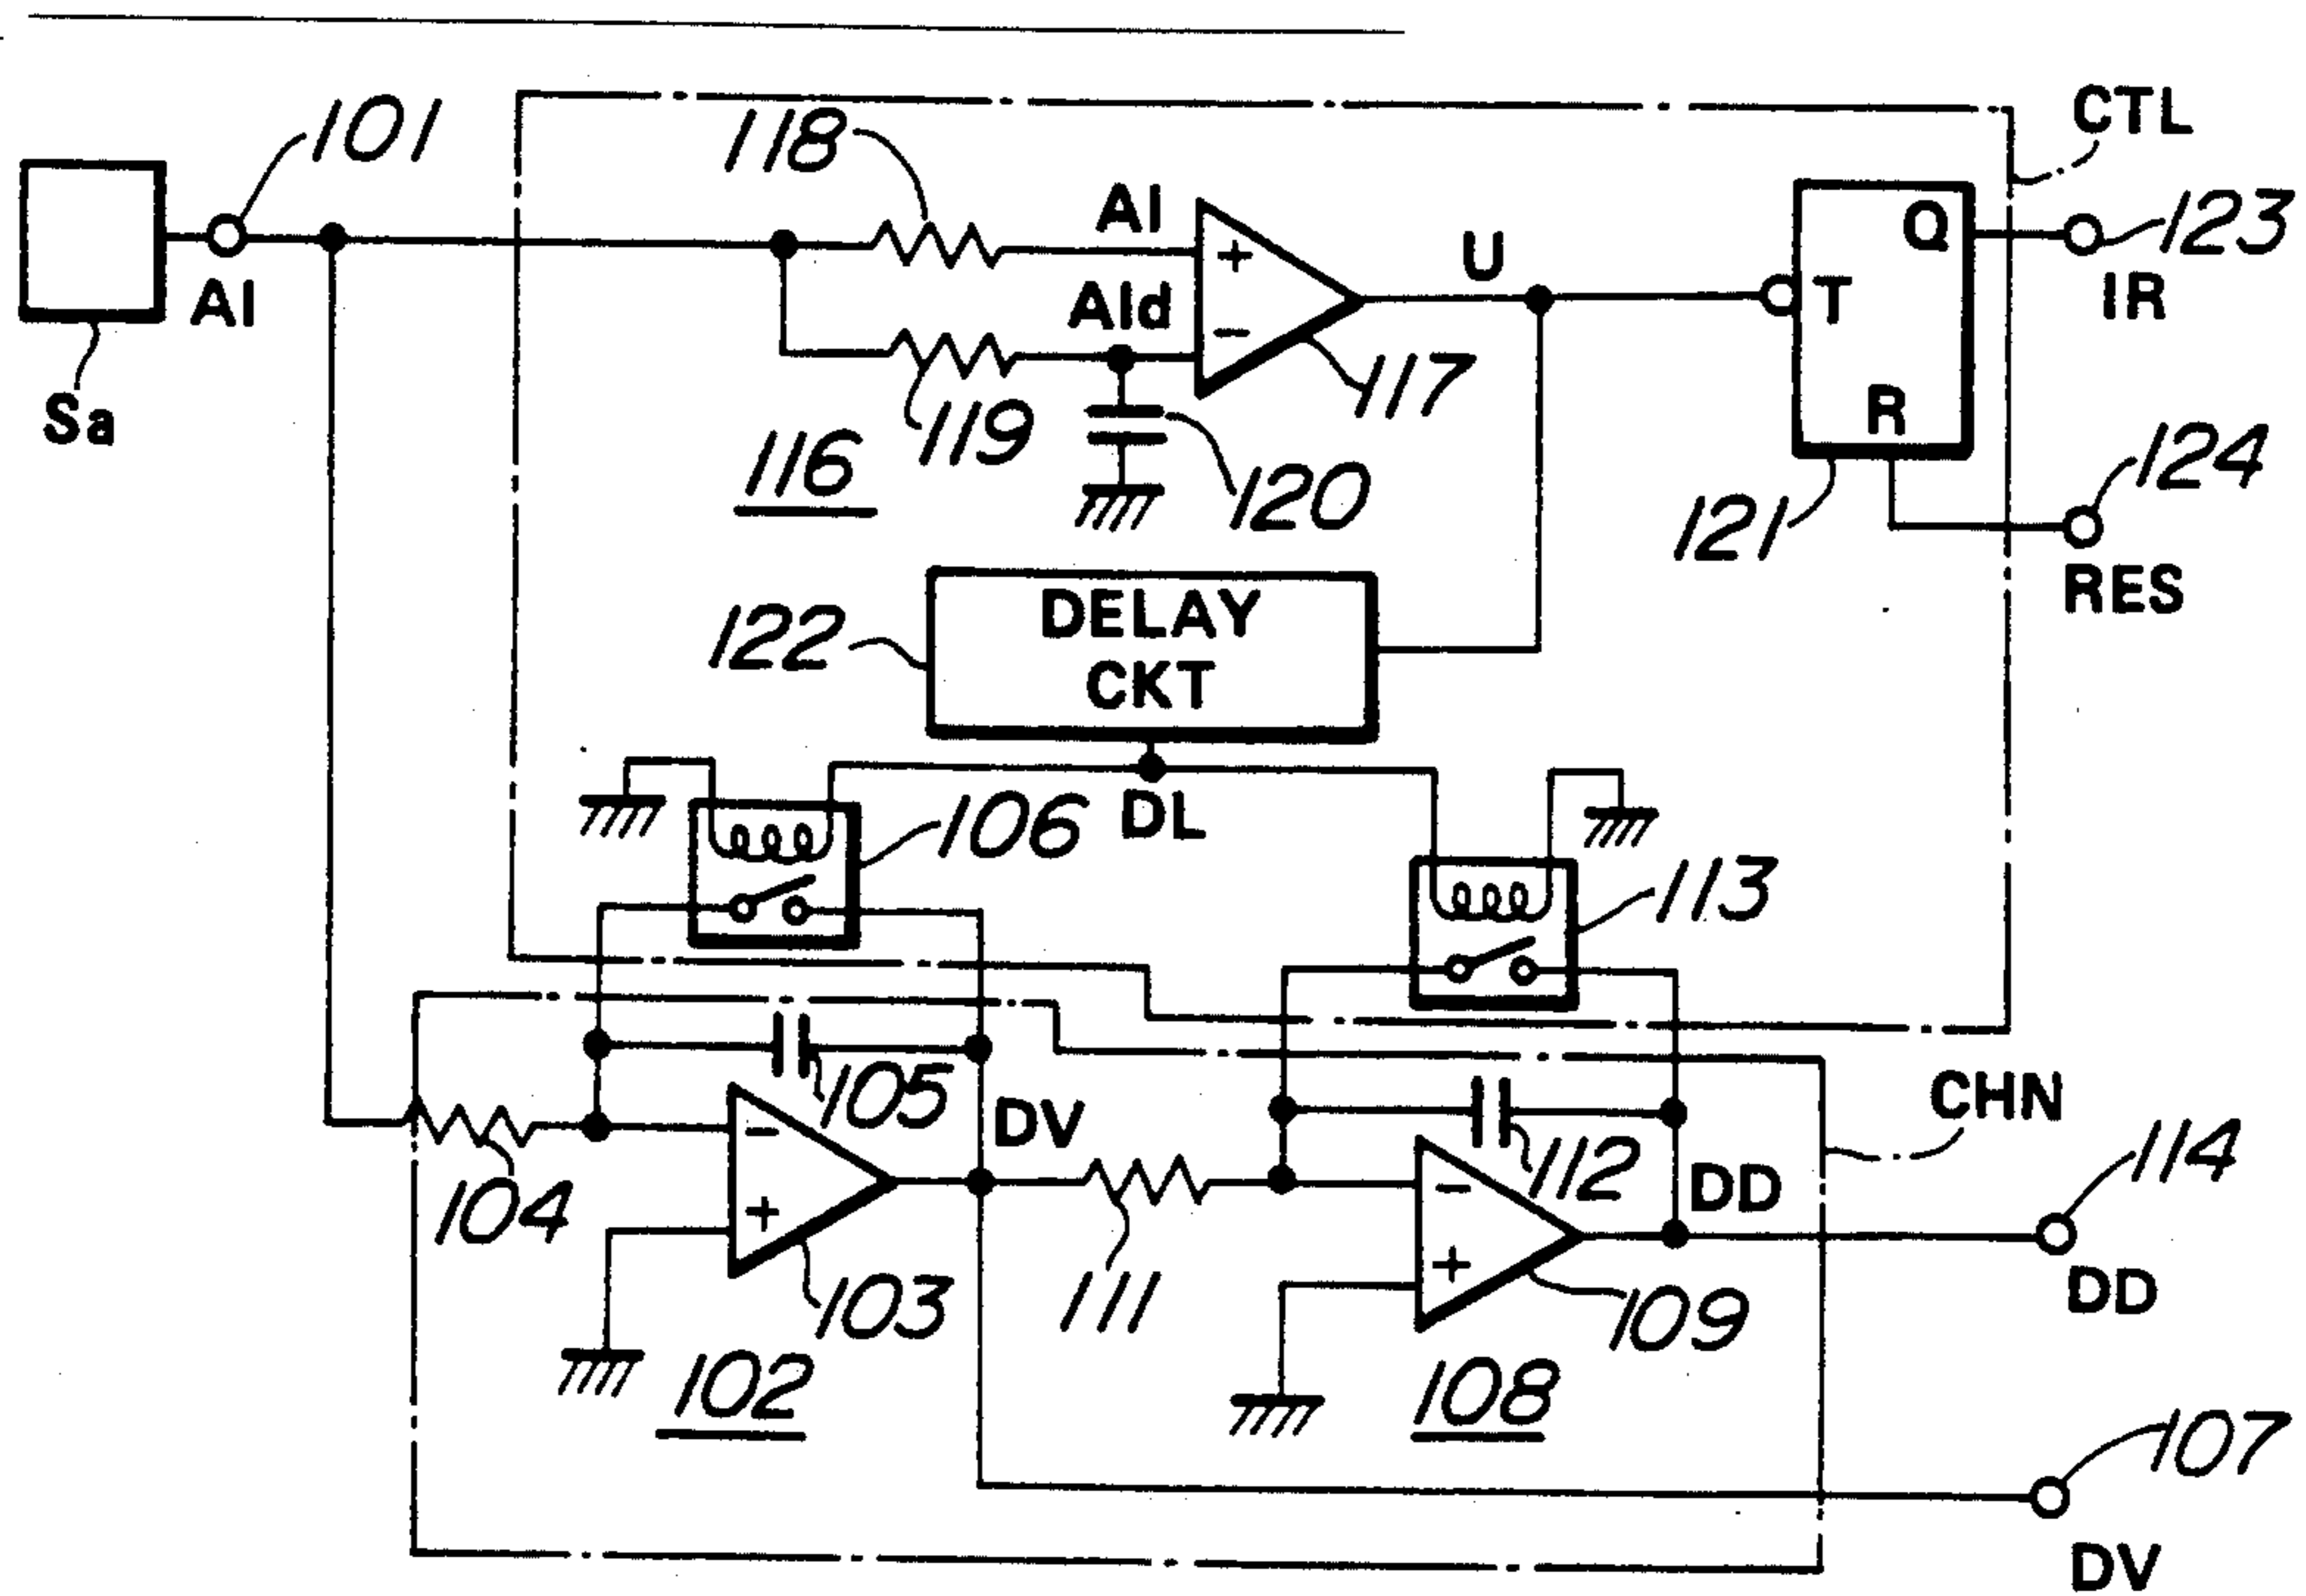 101
118
CTL
Sa
AI
AI
AId
+
−
U
117
Q
T
R
123
IR
116
119
120
121
124
RES
122
DELAY
CKT
106
DL
113
105
DV
104
−
+
103
102
111
112
DD
−
+
109
108
CHN
114
DD
107
DV